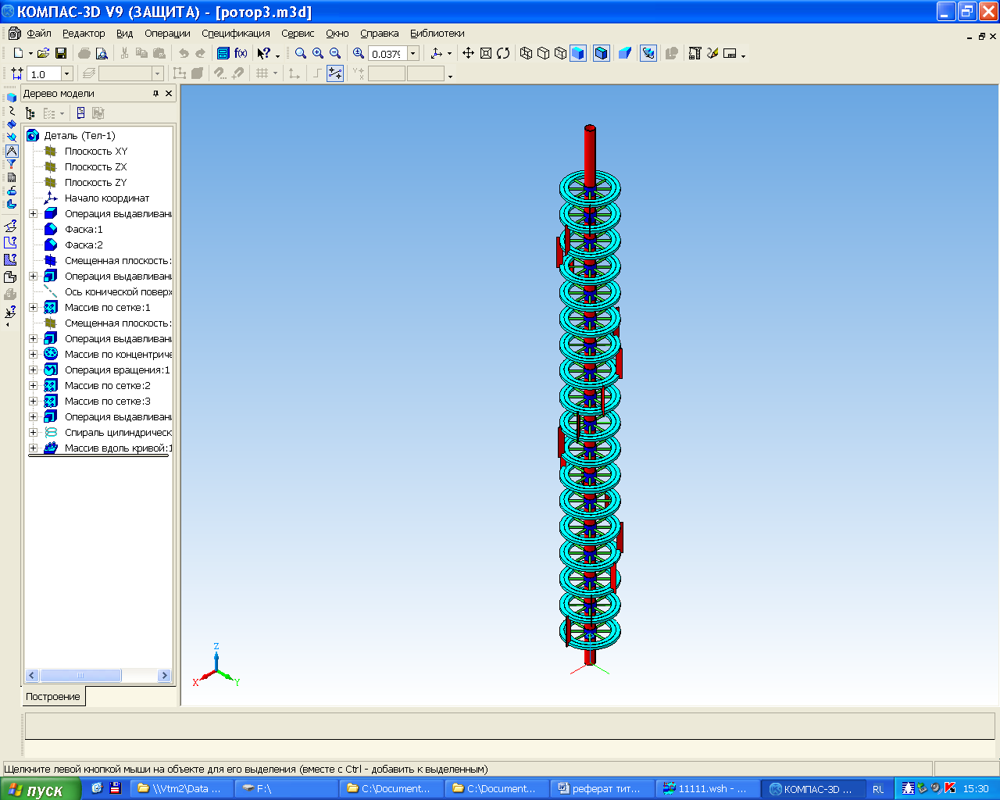 КОМПАС-3D V9 (ЗАЩИТА) - [ротор3.m3d]
Файл Редактор Вид Операции Спецификация Сервис Окно Справка Библиотеки
f(x) 0.0379
1.0
Дерево модели
Деталь (Тел-1)
Плоскость XY
Плоскость ZX
Плоскость ZY
Начало координат
Операция выдавливани
Фаска:1
Фаска:2
Смещенная плоскость:
Операция выдавливани
Ось конической поверх
Массив по сетке:1
Смещенная плоскость:
Операция выдавливани
Массив по концентриче
Операция вращения:1
Массив по сетке:2
Массив по сетке:3
Операция выдавливани
Спираль цилиндрическ
Массив вдоль кривой:1
Z
X
Y
Построение
Щелкните левой кнопкой мыши на объекте для его выделения (вместе с Ctrl - добавить к выделенным)
пуск \\Vtm2\Data ... F:\ C:\Document... C:\Document... реферат тит... 11111.wsh - ... КОМПАС-3D ... RU 15:30